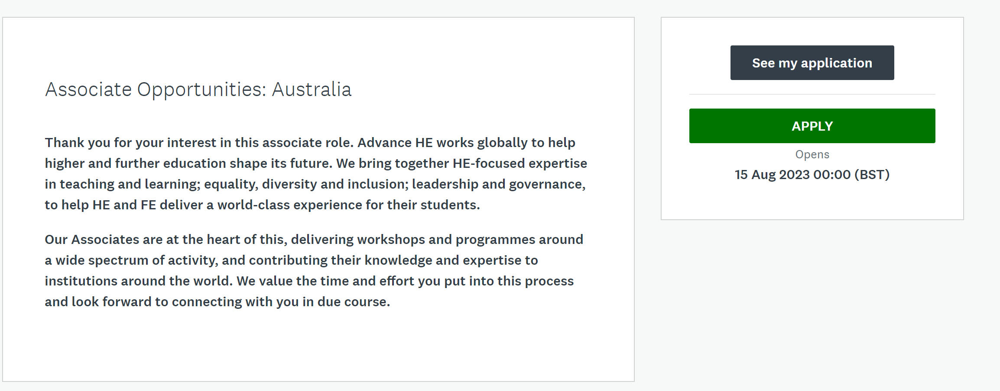 Associate Opportunities: Australia
Thank you for your interest in this associate role. Advance HE works globally to help
higher and further education shape its future. We bring together HE-focused expertise
in teaching and learning; equality, diversity and inclusion; leadership and governance,
to help HE and FE deliver a world-class experience for their students.
Our Associates are at the heart of this, delivering workshops and programmes around
a wide spectrum of activity, and contributing their knowledge and expertise to
institutions around the world. We value the time and effort you put into this process
and look forward to connecting with you in due course.
See my application
APPLY
Opens
15 Aug 2023 00:00 (BST)